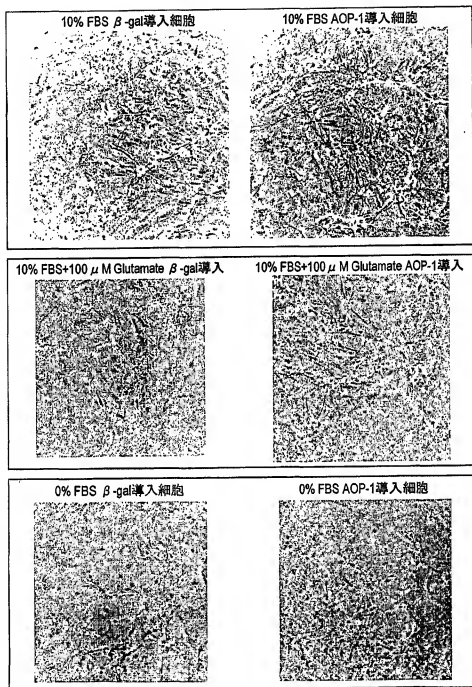 10% FBS β-gal導入細胞
10% FBS AOP-1導入細胞
10% FBS+100 μM Glutamate β-gal導入
10% FBS+100 μM Glutamate AOP-1導入
0% FBS β-gal導入細胞
0% FBS AOP-1導入細胞